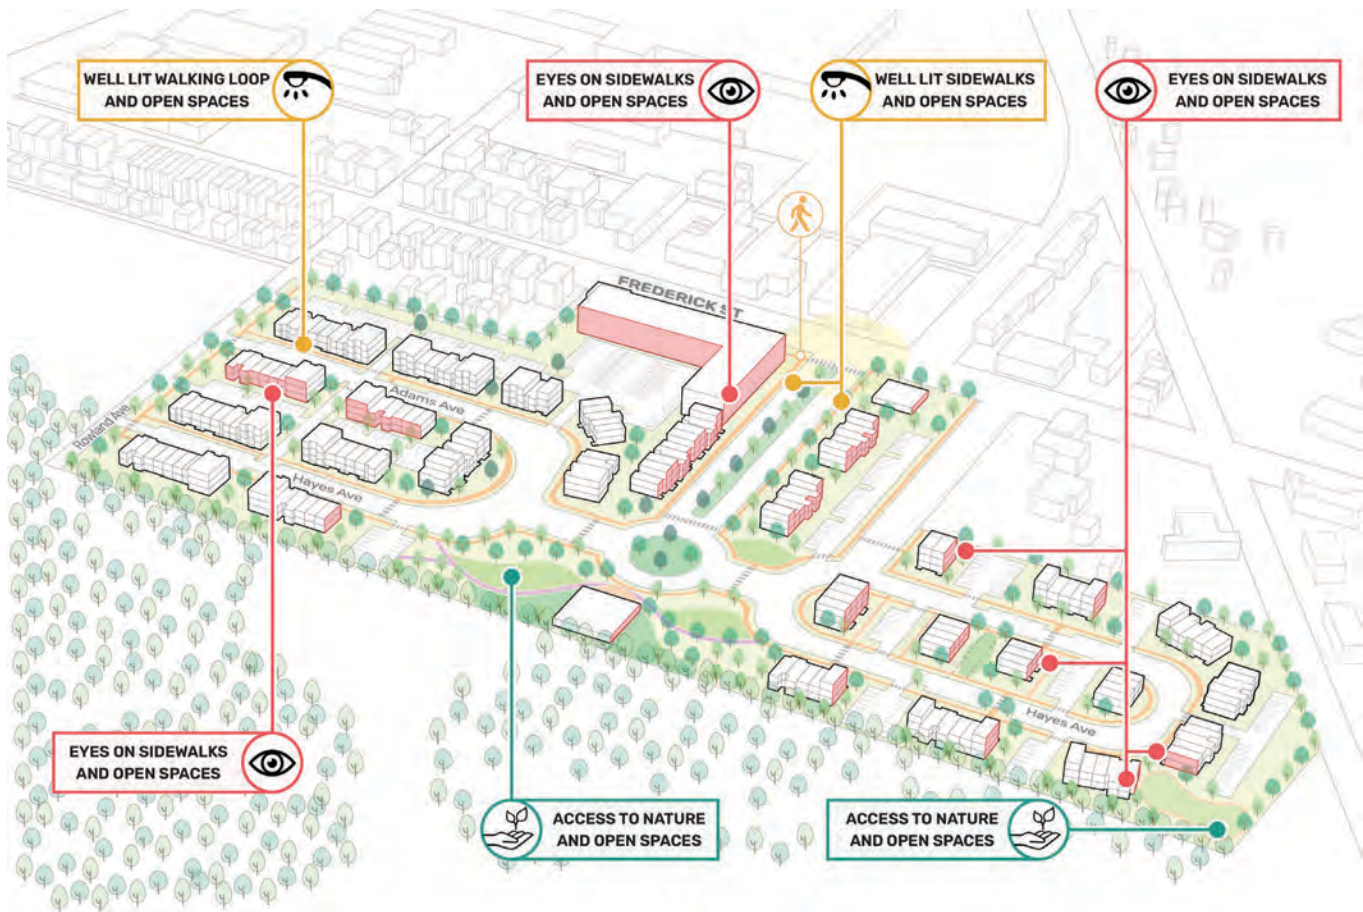 WELL LIT WALKING LOOP
AND OPEN SPACES
EYES ON SIDEWALKS
AND OPEN SPACES
WELL LIT SIDEWALKS
AND OPEN SPACES
EYES ON SIDEWALKS
AND OPEN SPACES
FREDERICK ST
Adams Ave
Rowland Ave
Hayes Ave
Hayes Ave
EYES ON SIDEWALKS
AND OPEN SPACES
ACCESS TO NATURE
AND OPEN SPACES
ACCESS TO NATURE
AND OPEN SPACES